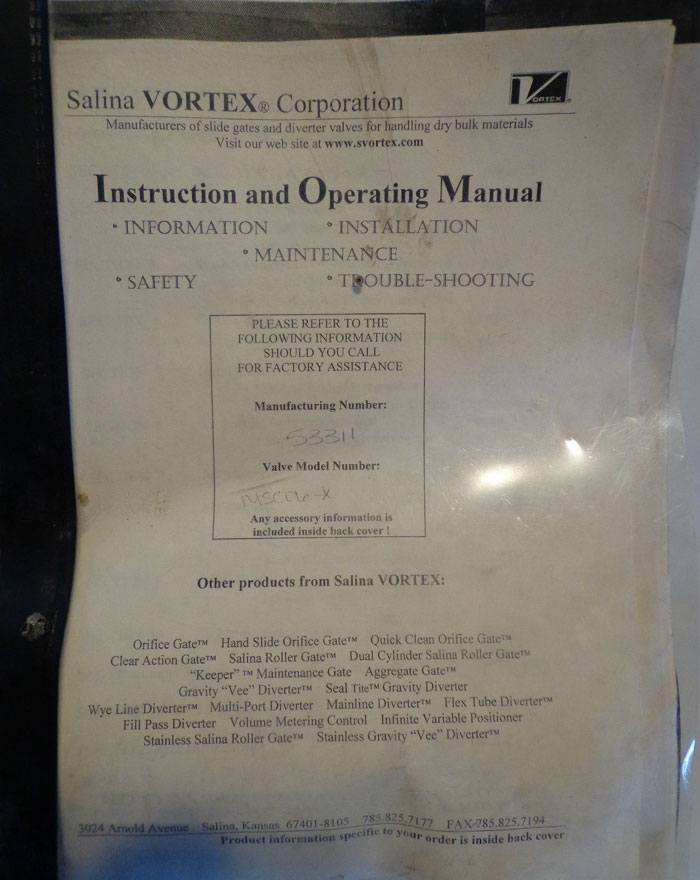 Salina VORTEX® Corporation
VORTEX
Manufacturers of slide gates and diverter valves for handling dry bulk materials
Visit our web site at www.svortex.com
Instruction and Operating Manual
• INFORMATION • INSTALLATION
• MAINTENANCE
• SAFETY • TROUBLE-SHOOTING
PLEASE REFER TO THE
FOLLOWING INFORMATION
SHOULD YOU CALL
FOR FACTORY ASSISTANCE
Manufacturing Number:
53311
Valve Model Number:
Any accessory information is
included inside back cover !
Other products from Salina VORTEX:
Orifice Gate™ Hand Slide Orifice Gate™ Quick Clean Orifice Gate™
Clear Action Gate™ Salina Roller Gate™ Dual Cylinder Salina Roller Gate™
“Keeper” ™ Maintenance Gate Aggregate Gate™
Gravity “Vee” Diverter™ Seal Tite™ Gravity Diverter
Wye Line Diverter™ Multi-Port Diverter Mainline Diverter™ Flex Tube Diverter™
Fill Pass Diverter Volume Metering Control Infinite Variable Positioner
Stainless Salina Roller Gate™ Stainless Gravity “Vee” Diverter™
3024 Arnold Avenue Salina, Kansas 67401-8105 785.825.7177 FAX 785.825.7194
Product information specific to your order is inside back cover